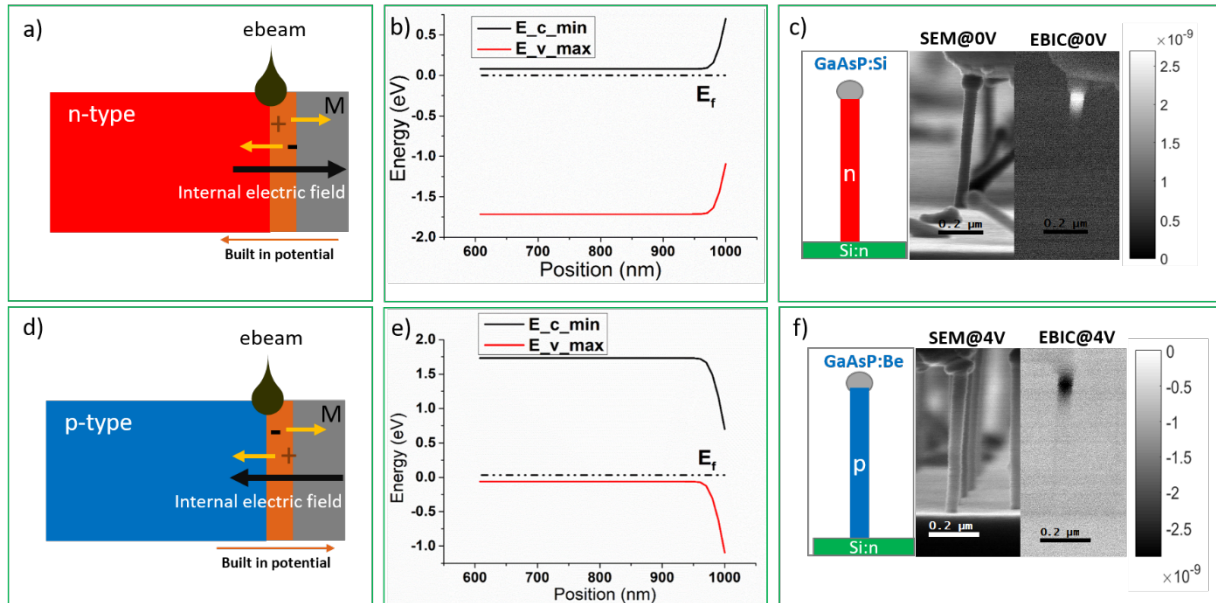 a)
ebeam
n-type
M
+
-
Internal electric field
Built in potential
b)
E_c_min
E_v_max
0.5
0.0
-0.5
-1.0
-1.5
-2.0
Energy (eV)
E_f
600 700 800 900 1000
Position (nm)
c)
SEM@0V EBIC@0V
GaAsP:Si
n
Si:n
0.2 µm
0.2 µm
×10⁻⁹
2.5
2
1.5
1
0.5
0
d)
ebeam
p-type
M
-
+
Internal electric field
Built in potential
e)
E_c_min
E_v_max
2.0
1.5
1.0
0.5
0.0
-0.5
-1.0
Energy (eV)
E_f
600 700 800 900 1000
Position (nm)
f)
SEM@4V EBIC@4V
GaAsP:Be
p
Si:n
0.2 µm
0.2 µm
0
-0.5
-1
-1.5
-2
-2.5
×10⁻⁹